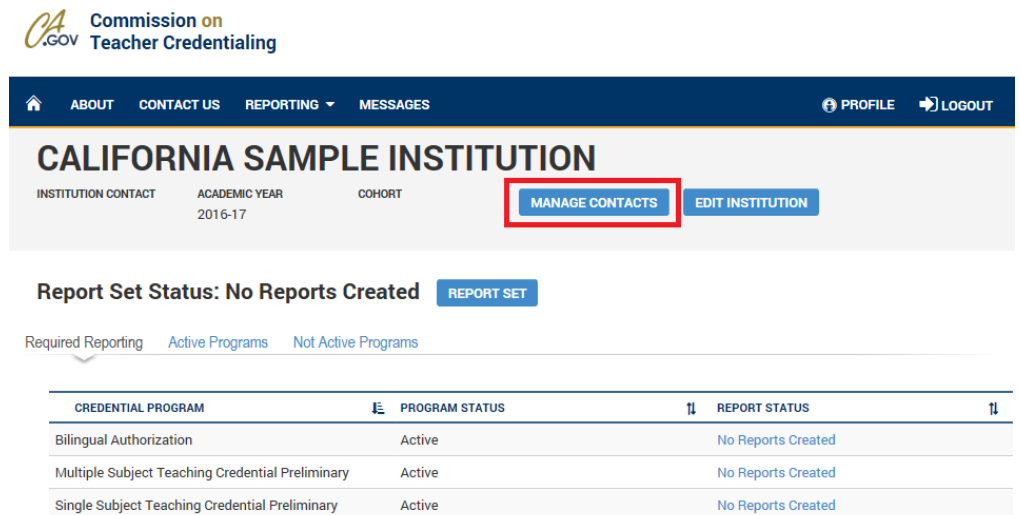 CA.GOV
Commission on
Teacher Credentialing
ABOUT CONTACT US REPORTING MESSAGES PROFILE LOGOUT
CALIFORNIA SAMPLE INSTITUTION
INSTITUTION CONTACT ACADEMIC YEAR COHORT MANAGE CONTACTS EDIT INSTITUTION
2016-17
Report Set Status: No Reports Created REPORT SET
Required Reporting Active Programs Not Active Programs
CREDENTIAL PROGRAM PROGRAM STATUS REPORT STATUS
Bilingual Authorization Active No Reports Created
Multiple Subject Teaching Credential Preliminary Active No Reports Created
Single Subject Teaching Credential Preliminary Active No Reports Created